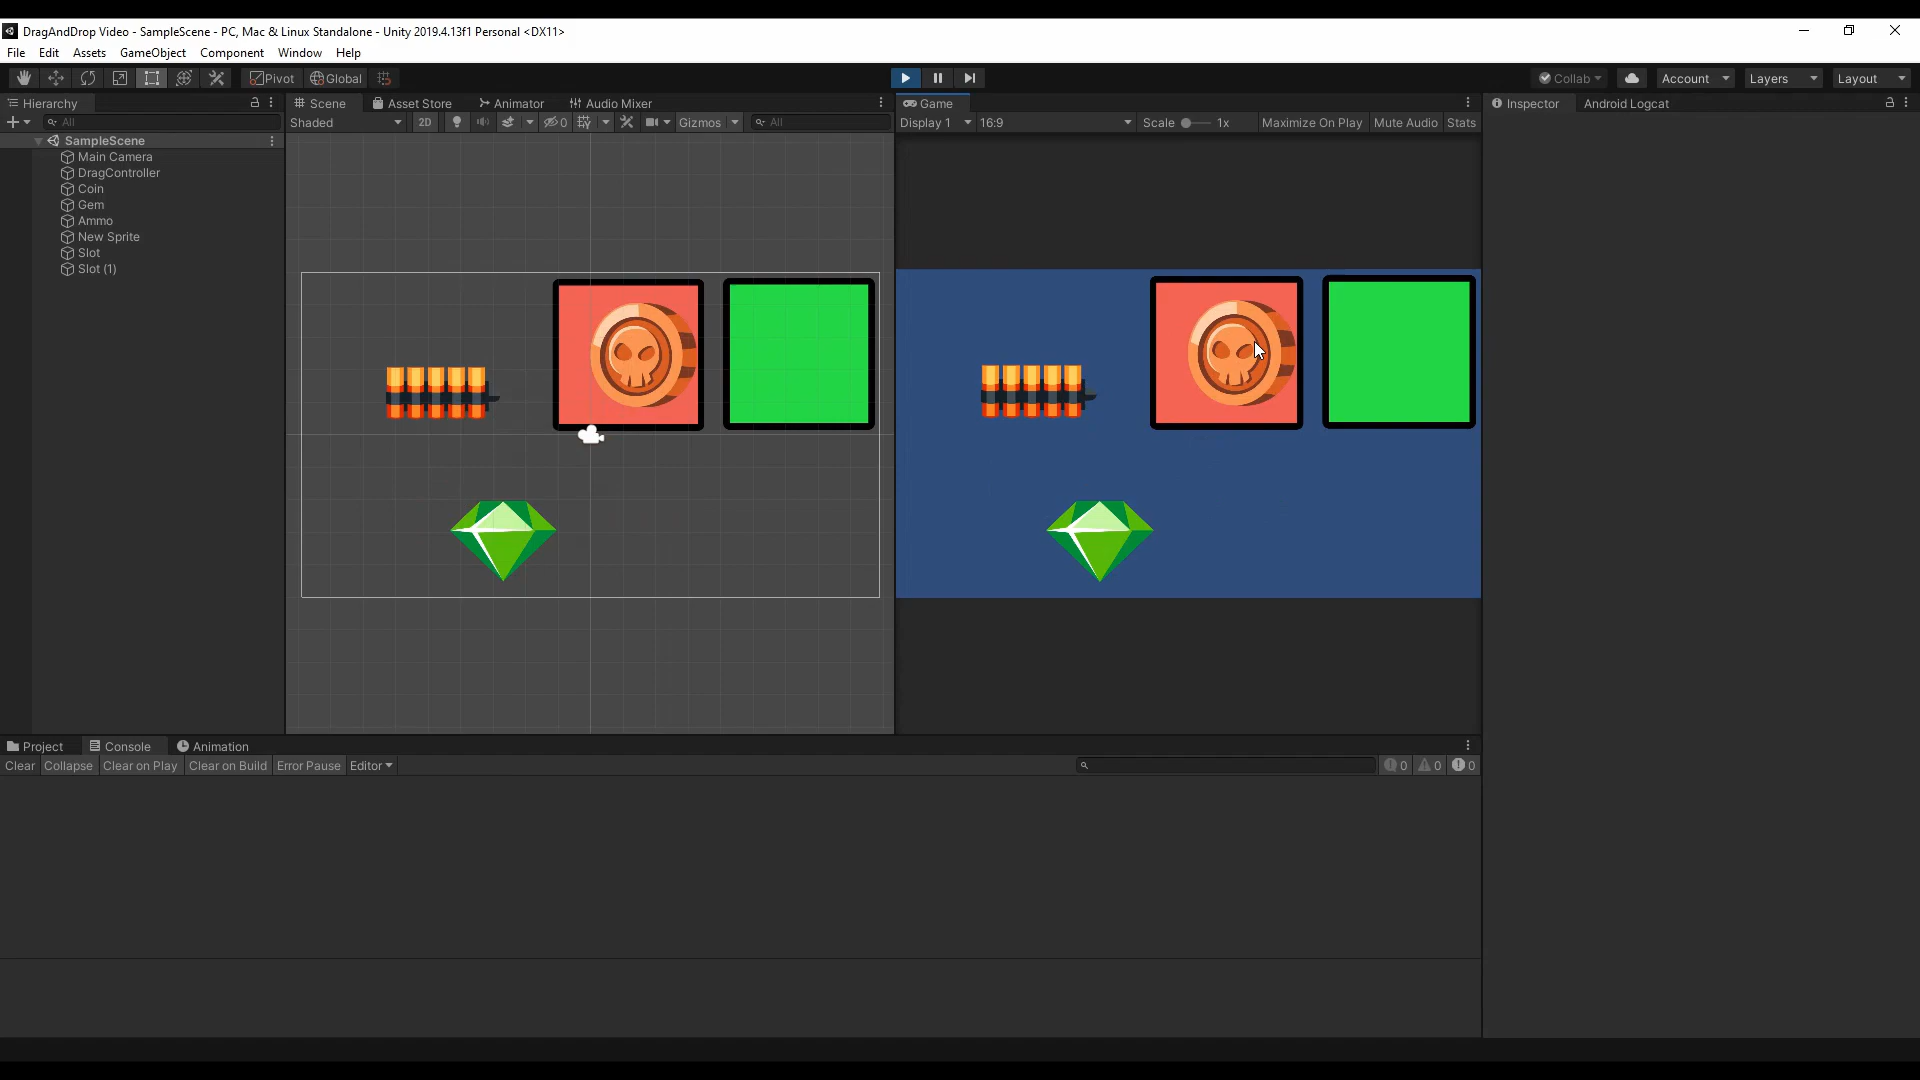 DragAndDrop Video - SampleScene - PC, Mac & Linux Standalone - Unity 2019.4.13f1 Personal <DX11>
File Edit Assets GameObject Component Window Help
Pivot Global Collab Account Layers Layout
Hierarchy Scene Asset Store Animator Audio Mixer Game Inspector Android Logcat
All Shaded 2D 0 Gizmos All Display 1 16:9 Scale 1x Maximize On Play Mute Audio Stats
SampleScene
Main Camera
DragController
Coin
Gem
Ammo
New Sprite
Slot
Slot (1)
Project Console Animation
Clear Collapse Clear on Play Clear on Build Error Pause Editor 0 0 0